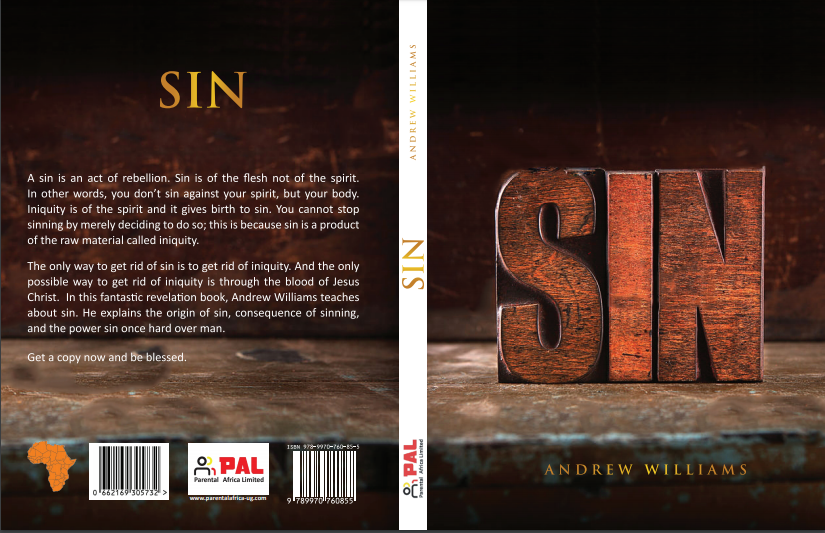 SIN
A sin is an act of rebellion. Sin is of the flesh not of the spirit.
In other words, you don't sin against your spirit, but your body.
Iniquity is of the spirit and it gives birth to sin. You cannot stop
sinning by merely deciding to do so; this is because sin is a product
of the raw material called iniquity.
The only way to get rid of sin is to get rid of iniquity. And the only
possible way to get rid of iniquity is through the blood of Jesus
Christ. In this fantastic revelation book, Andrew Williams teaches
about sin. He explains the origin of sin, consequence of sinning,
and the power sin once hard over man.
Get a copy now and be blessed.
0 662169 305732 >
PAL
Parental Africa Limited
www.parentalafrica-ug.com
ISBN 978-9970-760-85-5
9 789970 760855
ANDREW WILLIAMS
SIN
PAL
Parental Africa Limited
SIN
ANDREW WILLIAMS